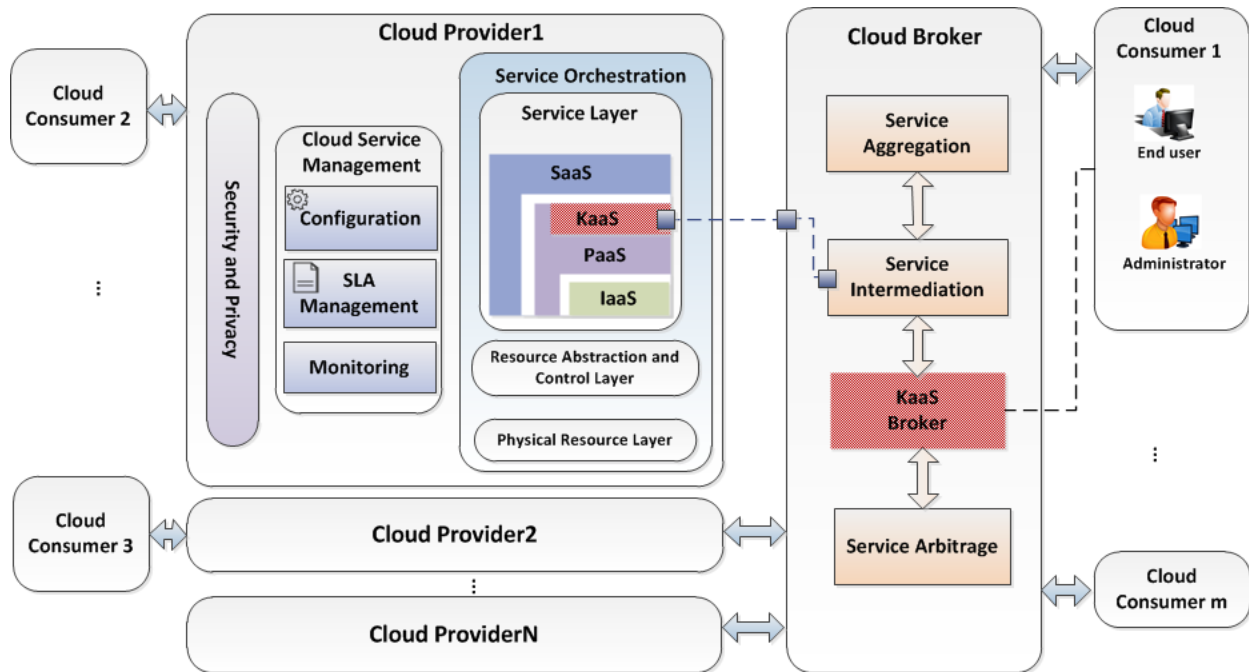 Cloud
Consumer 2
...
Cloud
Consumer 3
Cloud Provider1
Security and Privacy
Cloud Service
Management
Configuration
SLA
Management
Monitoring
Service Orchestration
Service Layer
SaaS
KaaS
PaaS
IaaS
Resource Abstraction and
Control Layer
Physical Resource Layer
Cloud Provider2
...
Cloud ProviderN
Cloud Broker
Service
Aggregation
Service
Intermediation
KaaS
Broker
Service Arbitrage
Cloud
Consumer 1
End user
Administrator
...
Cloud
Consumer m